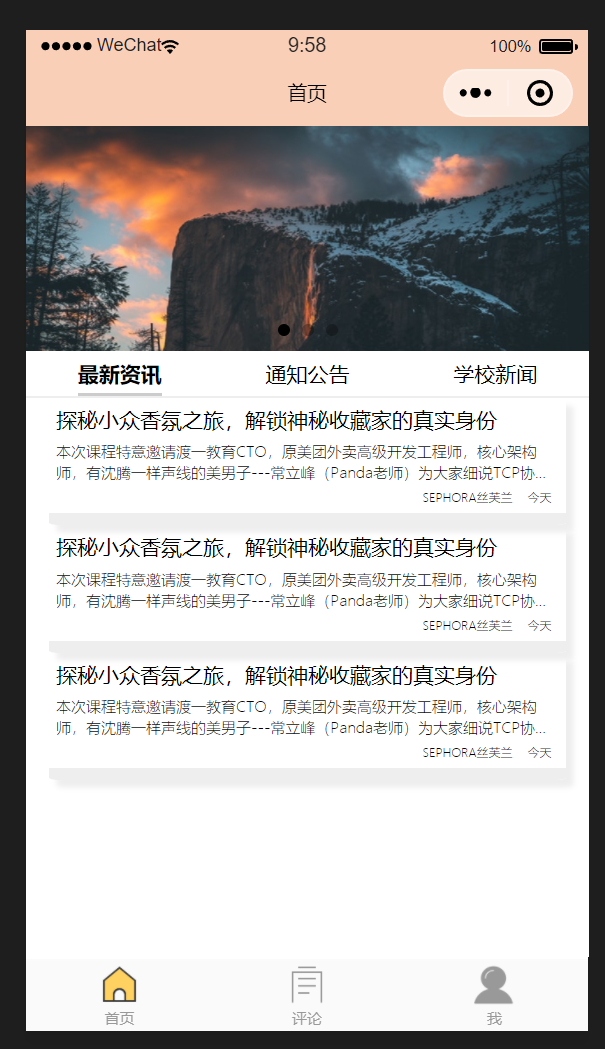 WeChat 9:58 100%
首页
最新资讯 通知公告 学校新闻
探秘小众香氛之旅，解锁神秘收藏家的真实身份
本次课程特意邀请渡一教育CTO，原美团外卖高级开发工程师，核心架构
师，有沈腾一样声线的美男子---常立峰（Panda老师）为大家细说TCP协...
SEPHORA丝芙兰 今天
探秘小众香氛之旅，解锁神秘收藏家的真实身份
本次课程特意邀请渡一教育CTO，原美团外卖高级开发工程师，核心架构
师，有沈腾一样声线的美男子---常立峰（Panda老师）为大家细说TCP协...
SEPHORA丝芙兰 今天
探秘小众香氛之旅，解锁神秘收藏家的真实身份
本次课程特意邀请渡一教育CTO，原美团外卖高级开发工程师，核心架构
师，有沈腾一样声线的美男子---常立峰（Panda老师）为大家细说TCP协...
SEPHORA丝芙兰 今天
首页 评论 我